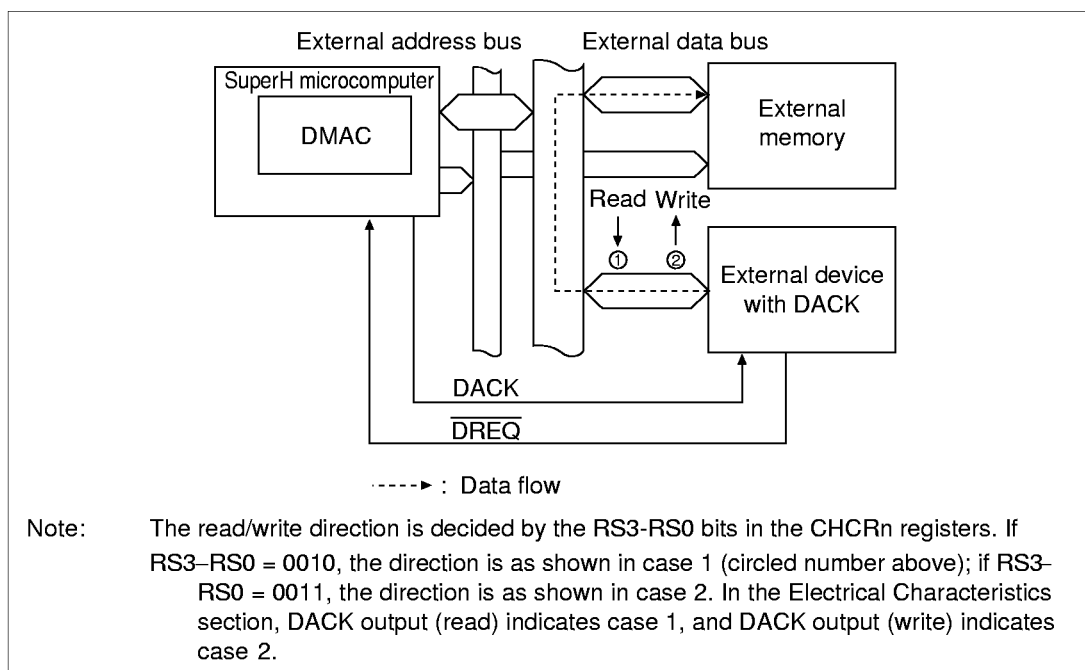 External address bus
External data bus
SuperH microcomputer
DMAC
External
memory
Read Write
① ②
External device
with DACK
DACK
DREQ
: Data flow
Note: The read/write direction is decided by the RS3-RS0 bits in the CHCRn registers. If
RS3–RS0 = 0010, the direction is as shown in case 1 (circled number above); if RS3–
RS0 = 0011, the direction is as shown in case 2. In the Electrical Characteristics
section, DACK output (read) indicates case 1, and DACK output (write) indicates
case 2.